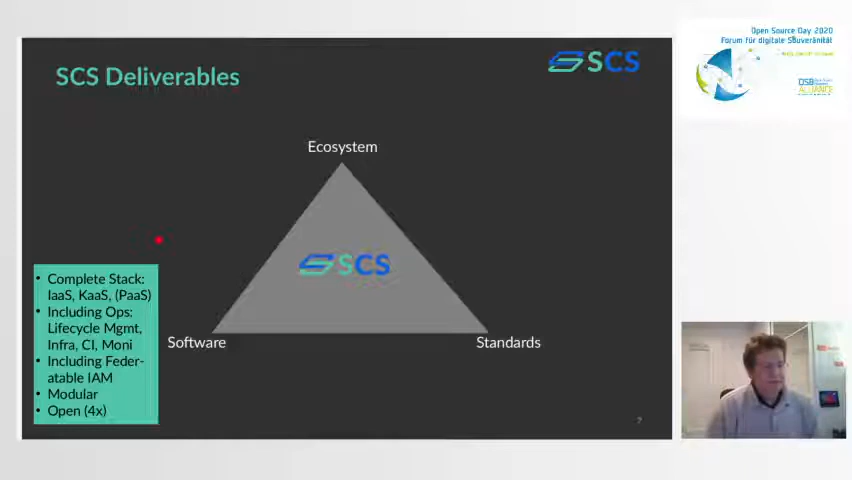 SCS Deliverables
SCS
Ecosystem
SCS
Complete Stack:
IaaS, KaaS, (PaaS)
Including Ops:
Lifecycle Mgmt,
Infra, CI, Moni
Including Feder-
atable IAM
Modular
Open (4x)
Software
Standards
7
Open Source Day 2020
Forum für digitale Souveränität
OSB
ALLIANCE